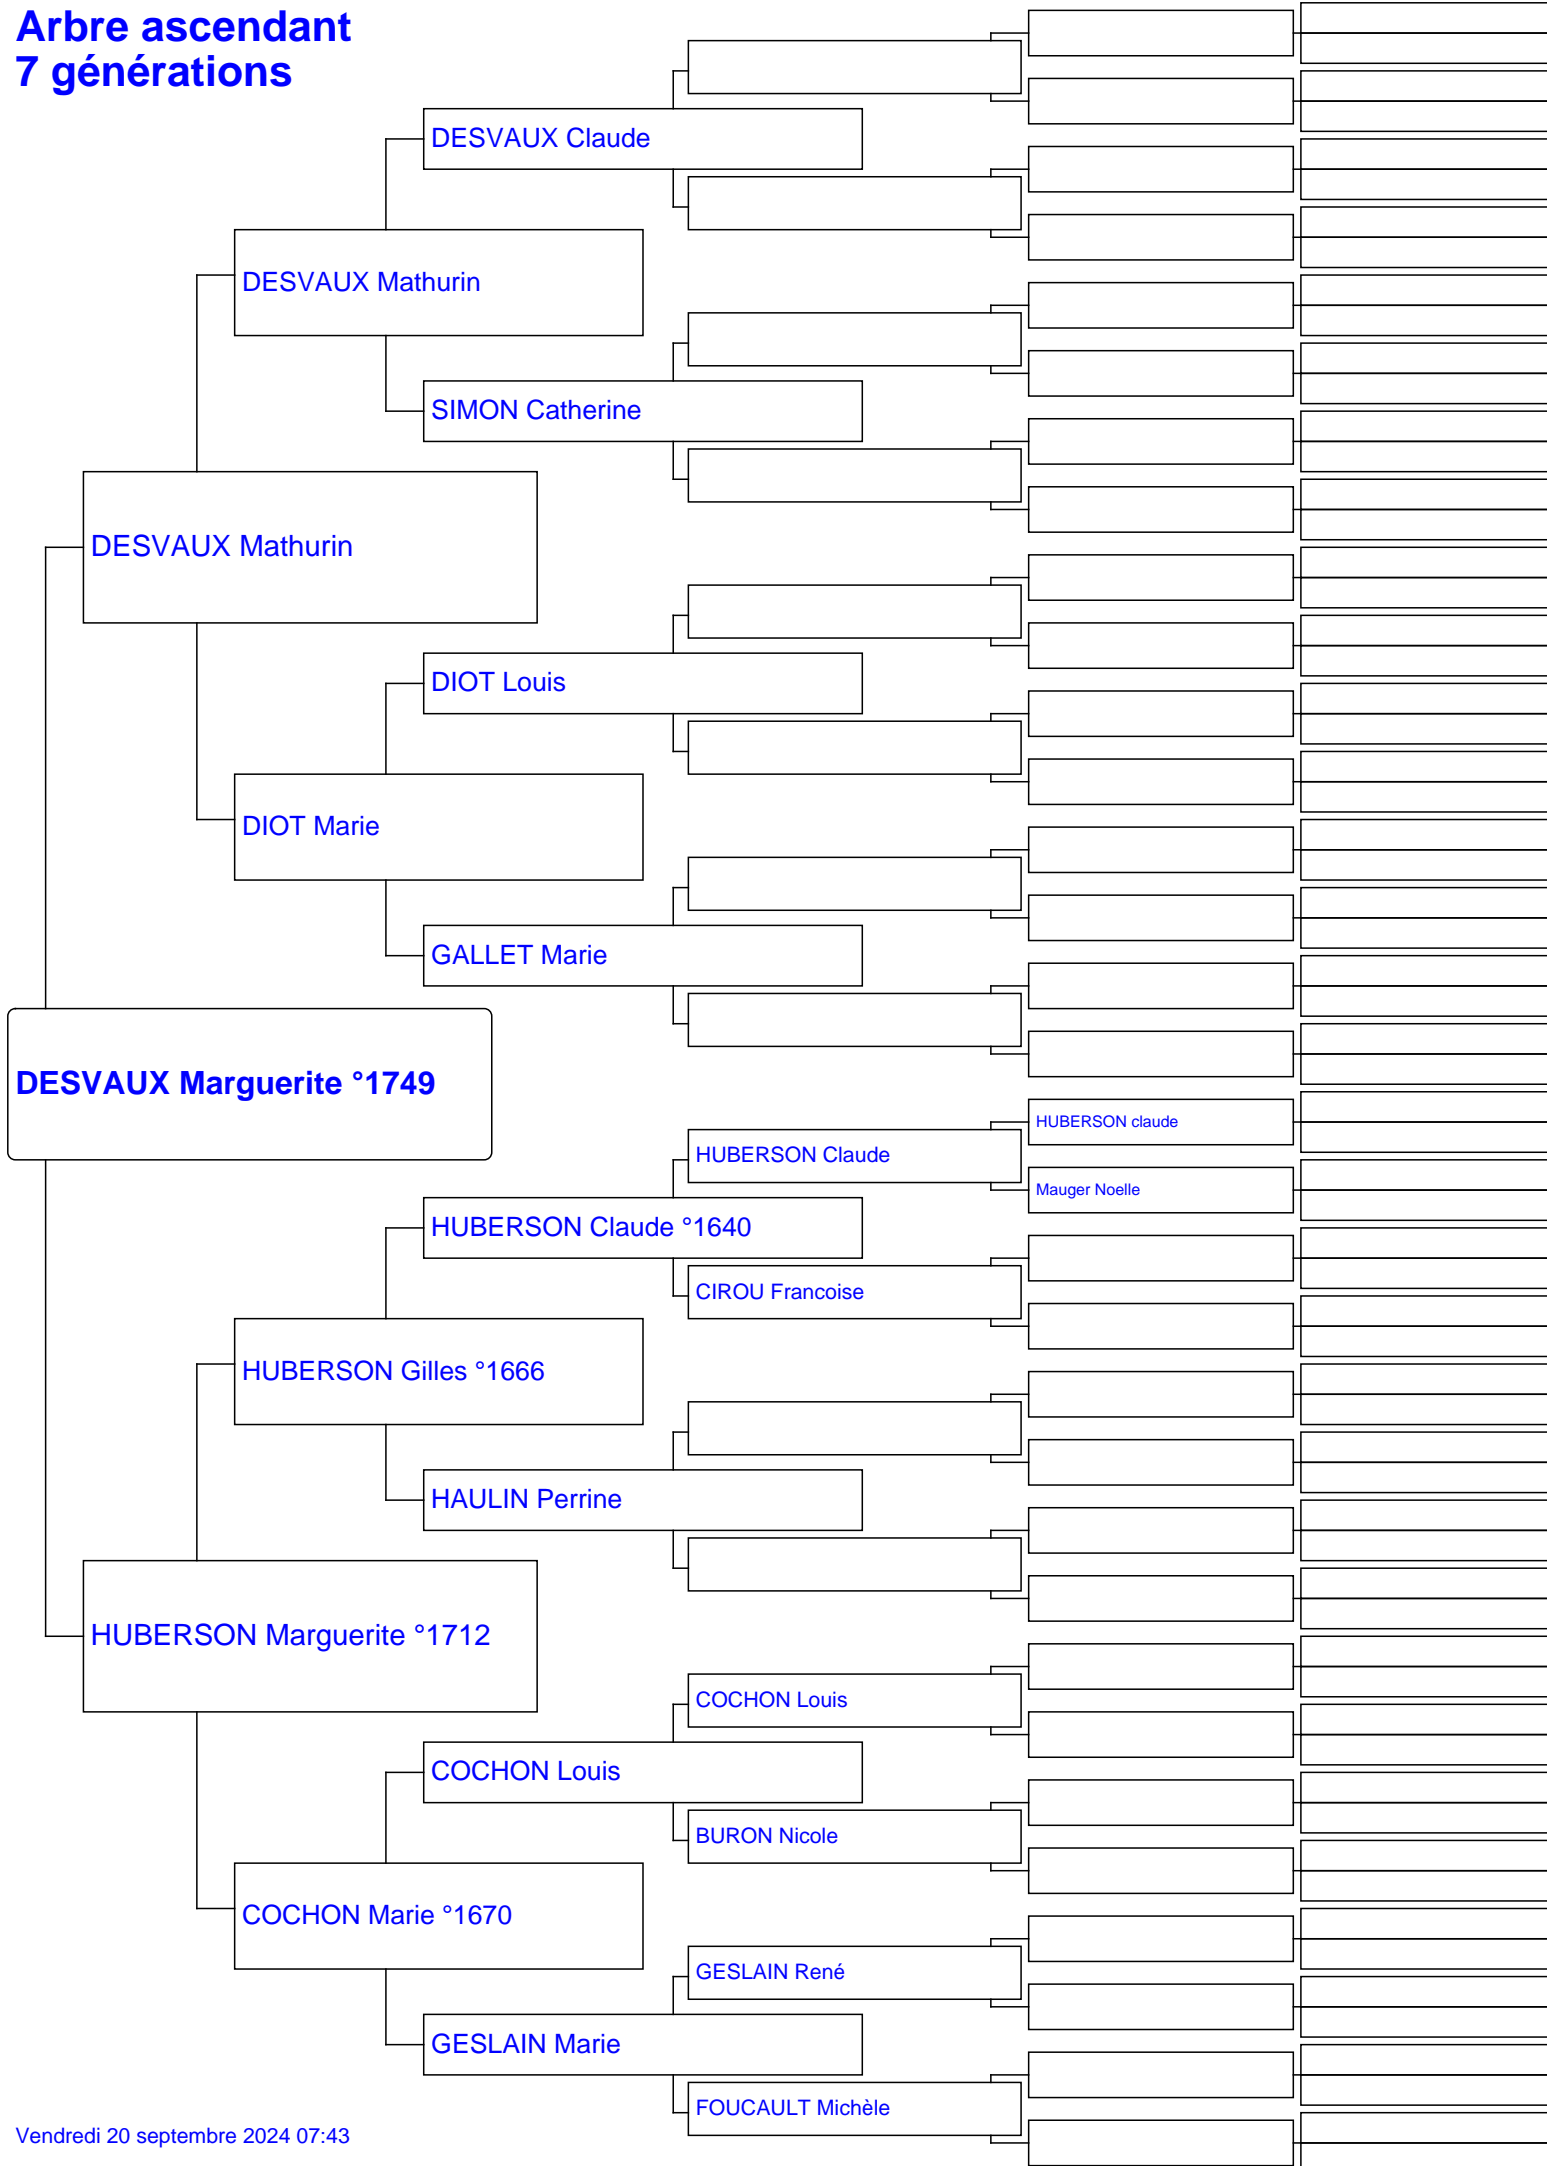 Arbre ascendant
7 générations
DESVAUX Claude
DESVAUX Mathurin
SIMON Catherine
DESVAUX Mathurin
DIOT Louis
DIOT Marie
GALLET Marie
DESVAUX Marguerite °1749
HUBERSON claude
HUBERSON Claude
Mauger Noelle
HUBERSON Claude °1640
CIROU Francoise
HUBERSON Gilles °1666
HAULIN Perrine
HUBERSON Marguerite °1712
COCHON Louis
COCHON Louis
BURON Nicole
COCHON Marie °1670
GESLAIN René
GESLAIN Marie
FOUCAULT Michèle
Vendredi 20 septembre 2024 07:43